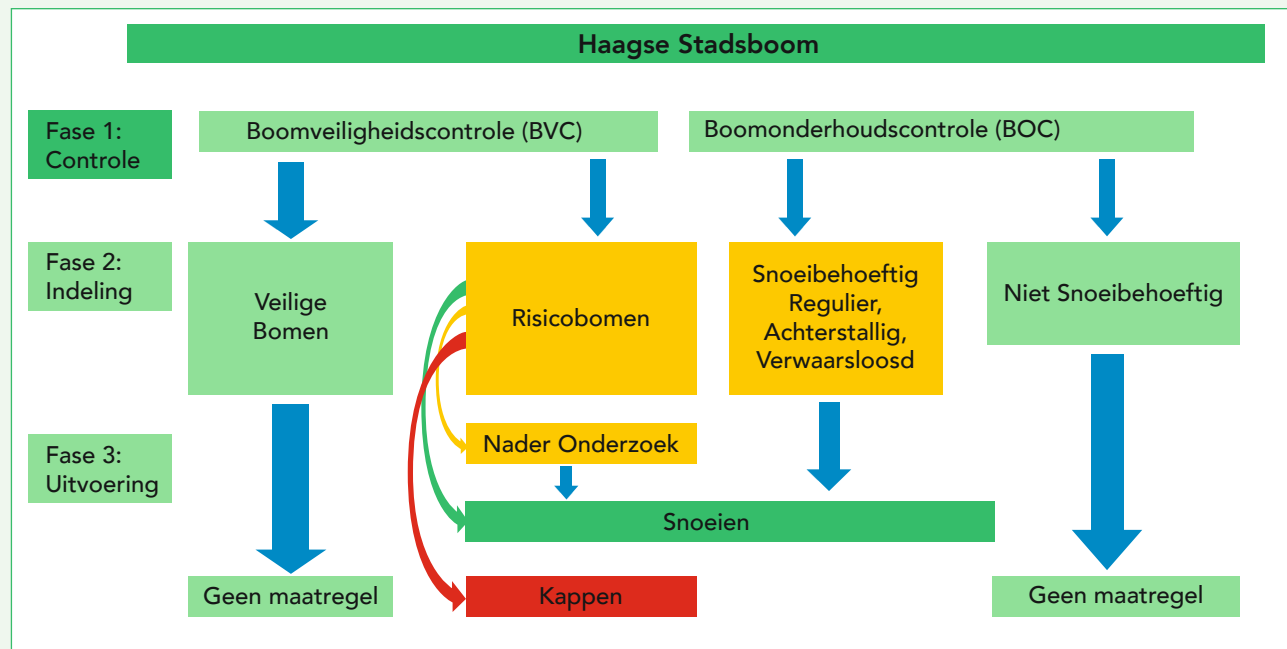 Haagse Stadsboom
Fase 1:
Controle
Boomveiligheidscontrole (BVC)
Boomonderhoudscontrole (BOC)
Fase 2:
Indeling
Veilige
Bomen
Risicobomen
Snoeibehoeftig
Regulier,
Achterstallig,
Verwaarsloosd
Niet Snoeibehoeftig
Fase 3:
Uitvoering
Nader Onderzoek
Snoeien
Geen maatregel
Kappen
Geen maatregel